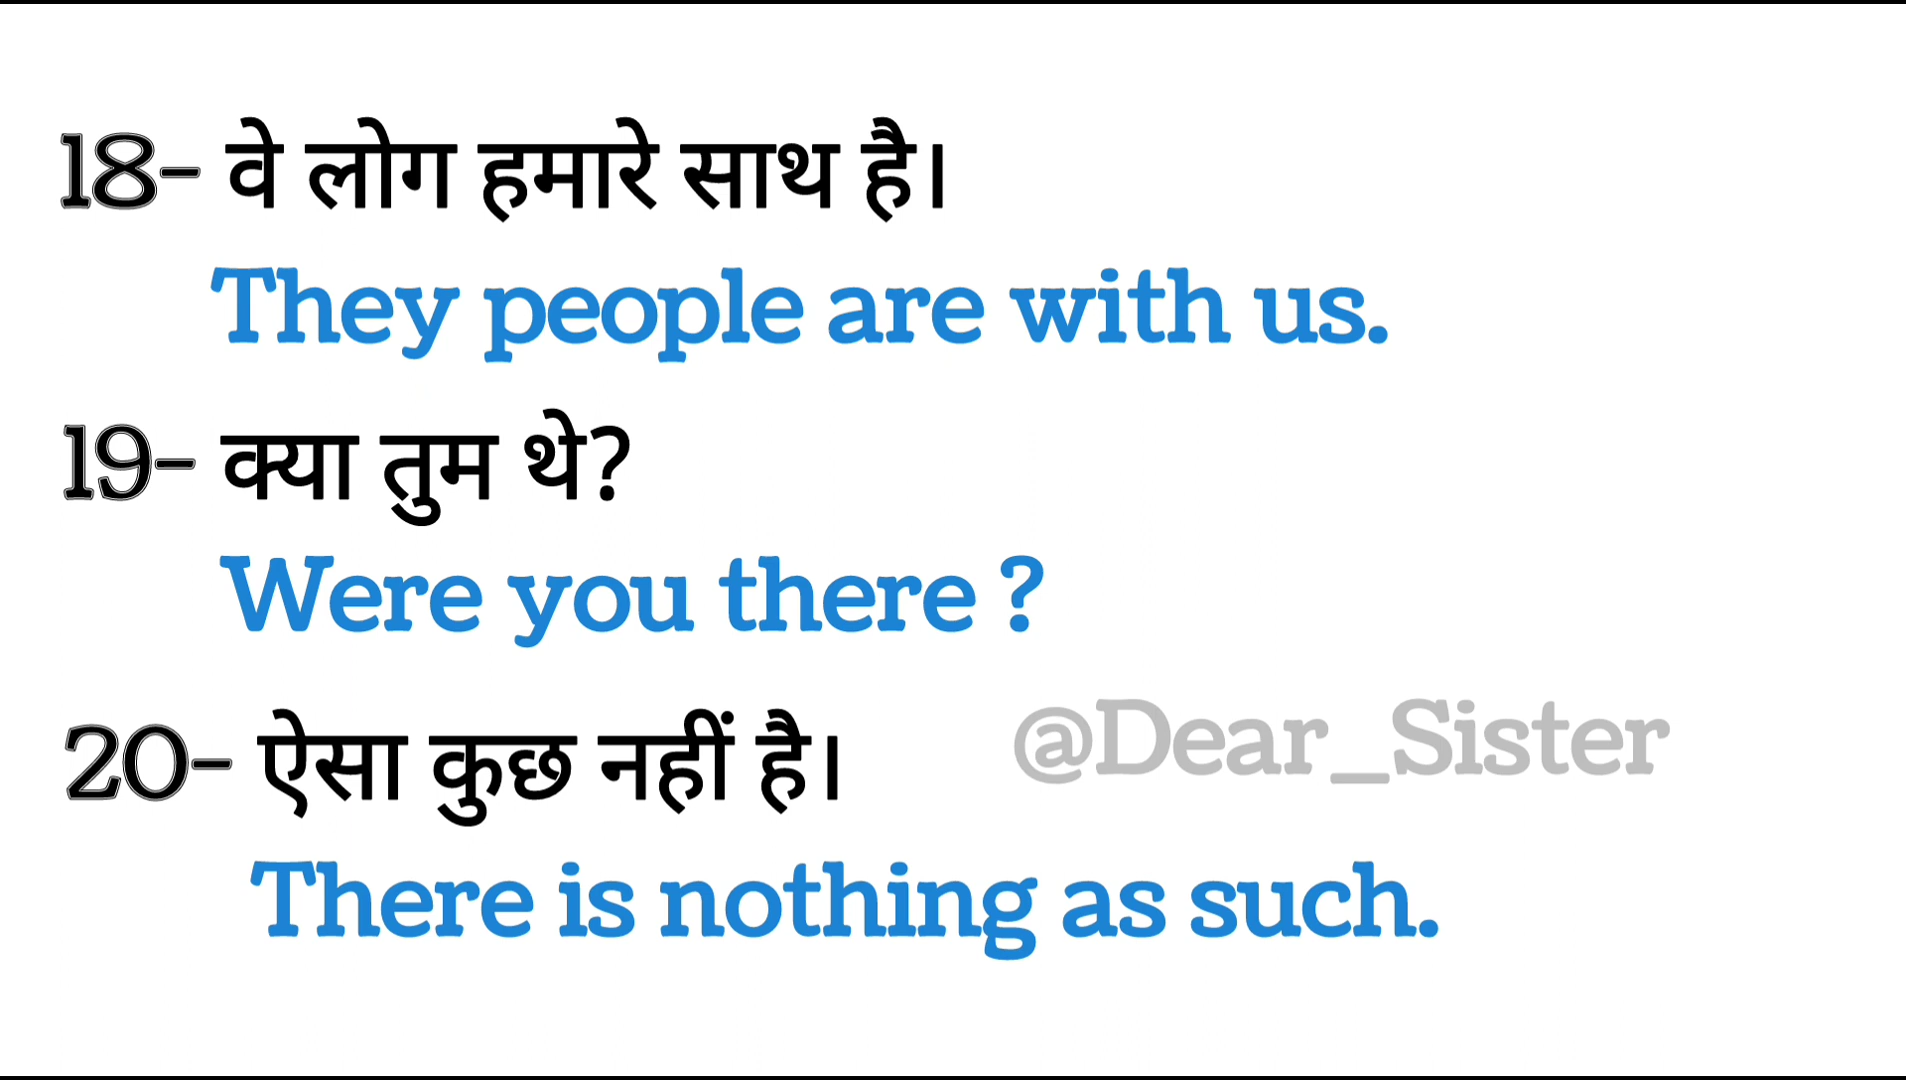 18- वे लोग हमारे साथ है।
They people are with us.
19- क्या तुम थे?
Were you there ?
20- ऐसा कुछ नहीं है।
@Dear_Sister
There is nothing as such.